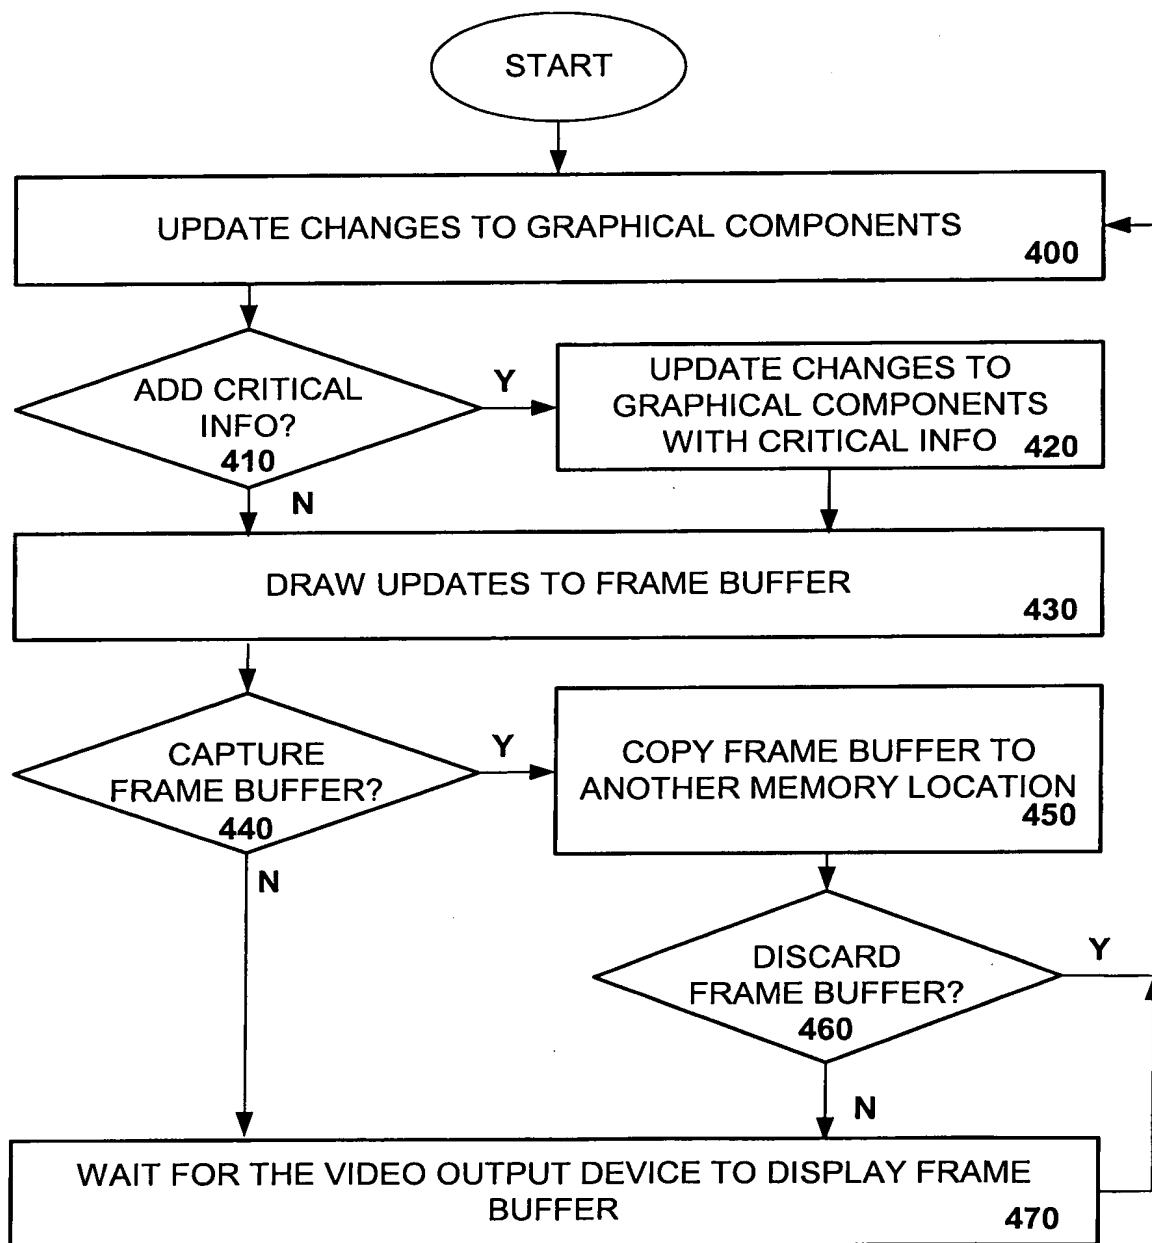 START
UPDATE CHANGES TO GRAPHICAL COMPONENTS
400
ADD CRITICAL
INFO?
410
Y
N
UPDATE CHANGES TO
GRAPHICAL COMPONENTS
WITH CRITICAL INFO
420
DRAW UPDATES TO FRAME BUFFER
430
CAPTURE
FRAME BUFFER?
440
Y
N
COPY FRAME BUFFER TO
ANOTHER MEMORY LOCATION
450
DISCARD
FRAME BUFFER?
460
Y
N
WAIT FOR THE VIDEO OUTPUT DEVICE TO DISPLAY FRAME
BUFFER
470